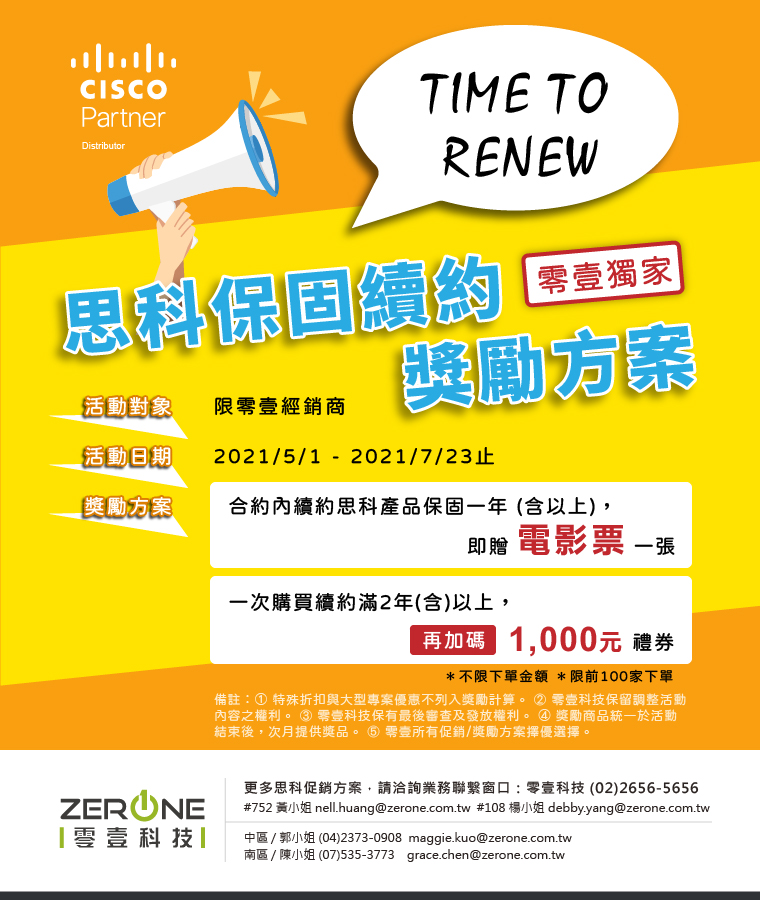 CISCO
Partner
Distributor
TIME TO
RENEW
思科保固續約
零壹獨家
獎勵方案
活動對象 限零壹經銷商
活動日期 2021/5/1 - 2021/7/23止
獎勵方案
合約內續約思科產品保固一年 (含以上),
即贈 電影票 一張
一次購買續約滿2年(含)以上,
再加碼 1,000元 禮券
＊不限下單金額 ＊限前100家下單
備註：① 特殊折扣與大型專案優惠不列入獎勵計算。 ② 零壹科技保留調整活動
內容之權利。 ③ 零壹科技保有最後審查及發放權利。 ④ 獎勵商品統一於活動
結束後，次月提供獎品。 ⑤ 零壹所有促銷/獎勵方案擇優選擇。
ZERONE
零壹科技
更多思科促銷方案，請洽詢業務聯繫窗口：零壹科技 (02)2656-5656
#752 黃小姐 nell.huang@zerone.com.tw #108 楊小姐 debby.yang@zerone.com.tw
中區 / 郭小姐 (04)2373-0908 maggie.kuo@zerone.com.tw
南區 / 陳小姐 (07)535-3773 grace.chen@zerone.com.tw